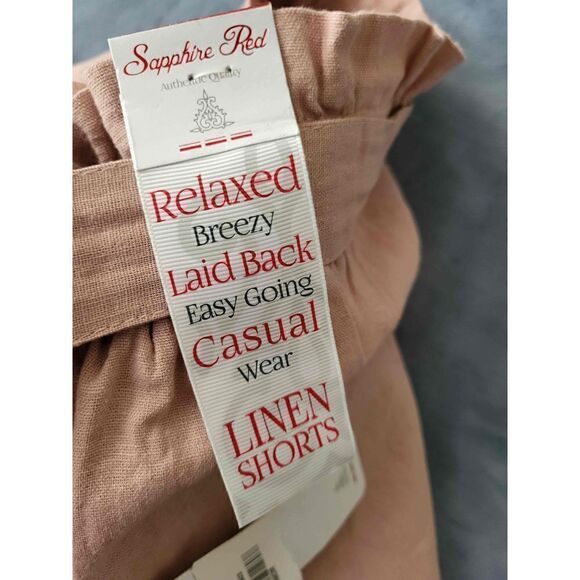 Sapphire Red
Authentic Quality
Relaxed
Breezy
Laid Back
Easy Going
Casual
Wear
LINEN
SHORTS